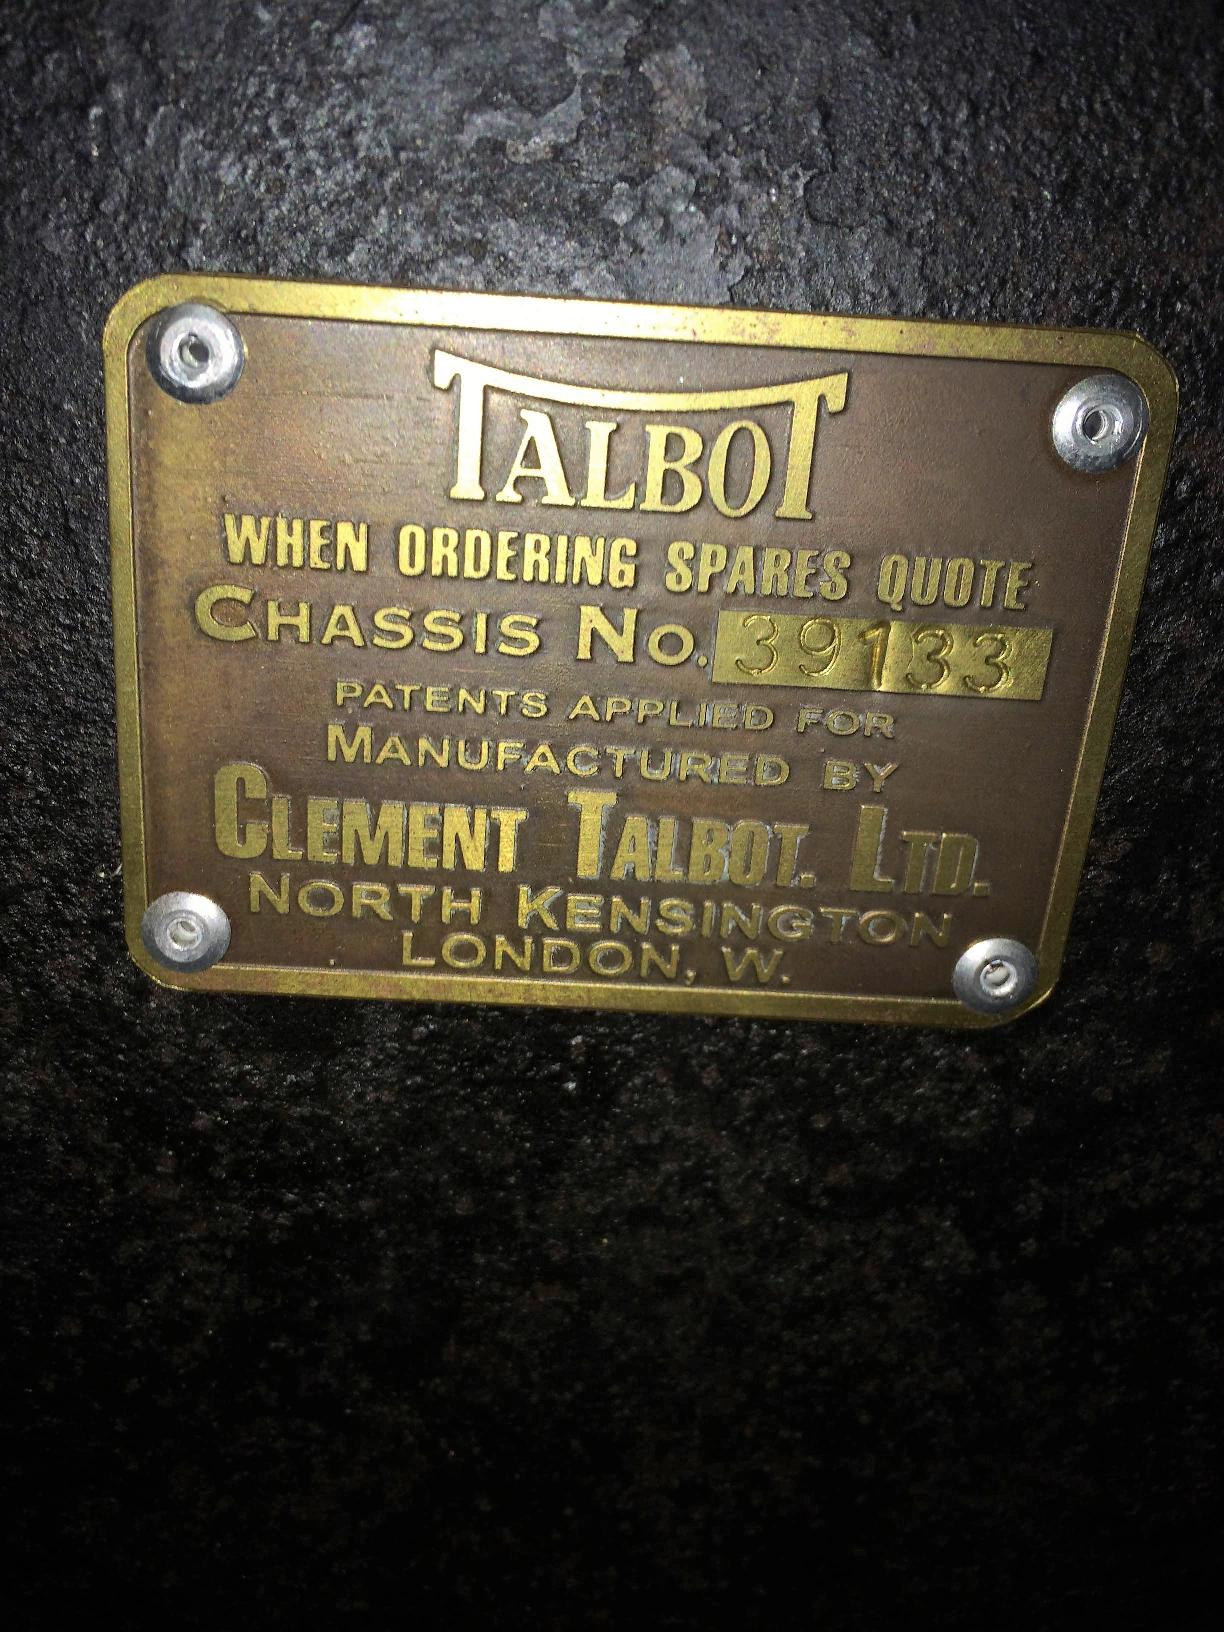 TALBOT
WHEN ORDERING SPARES QUOTE
CHASSIS NO. 39133
PATENTS APPLIED FOR
MANUFACTURED BY
CLEMENT TALBOT. LTD.
NORTH KENSINGTON
LONDON, W.